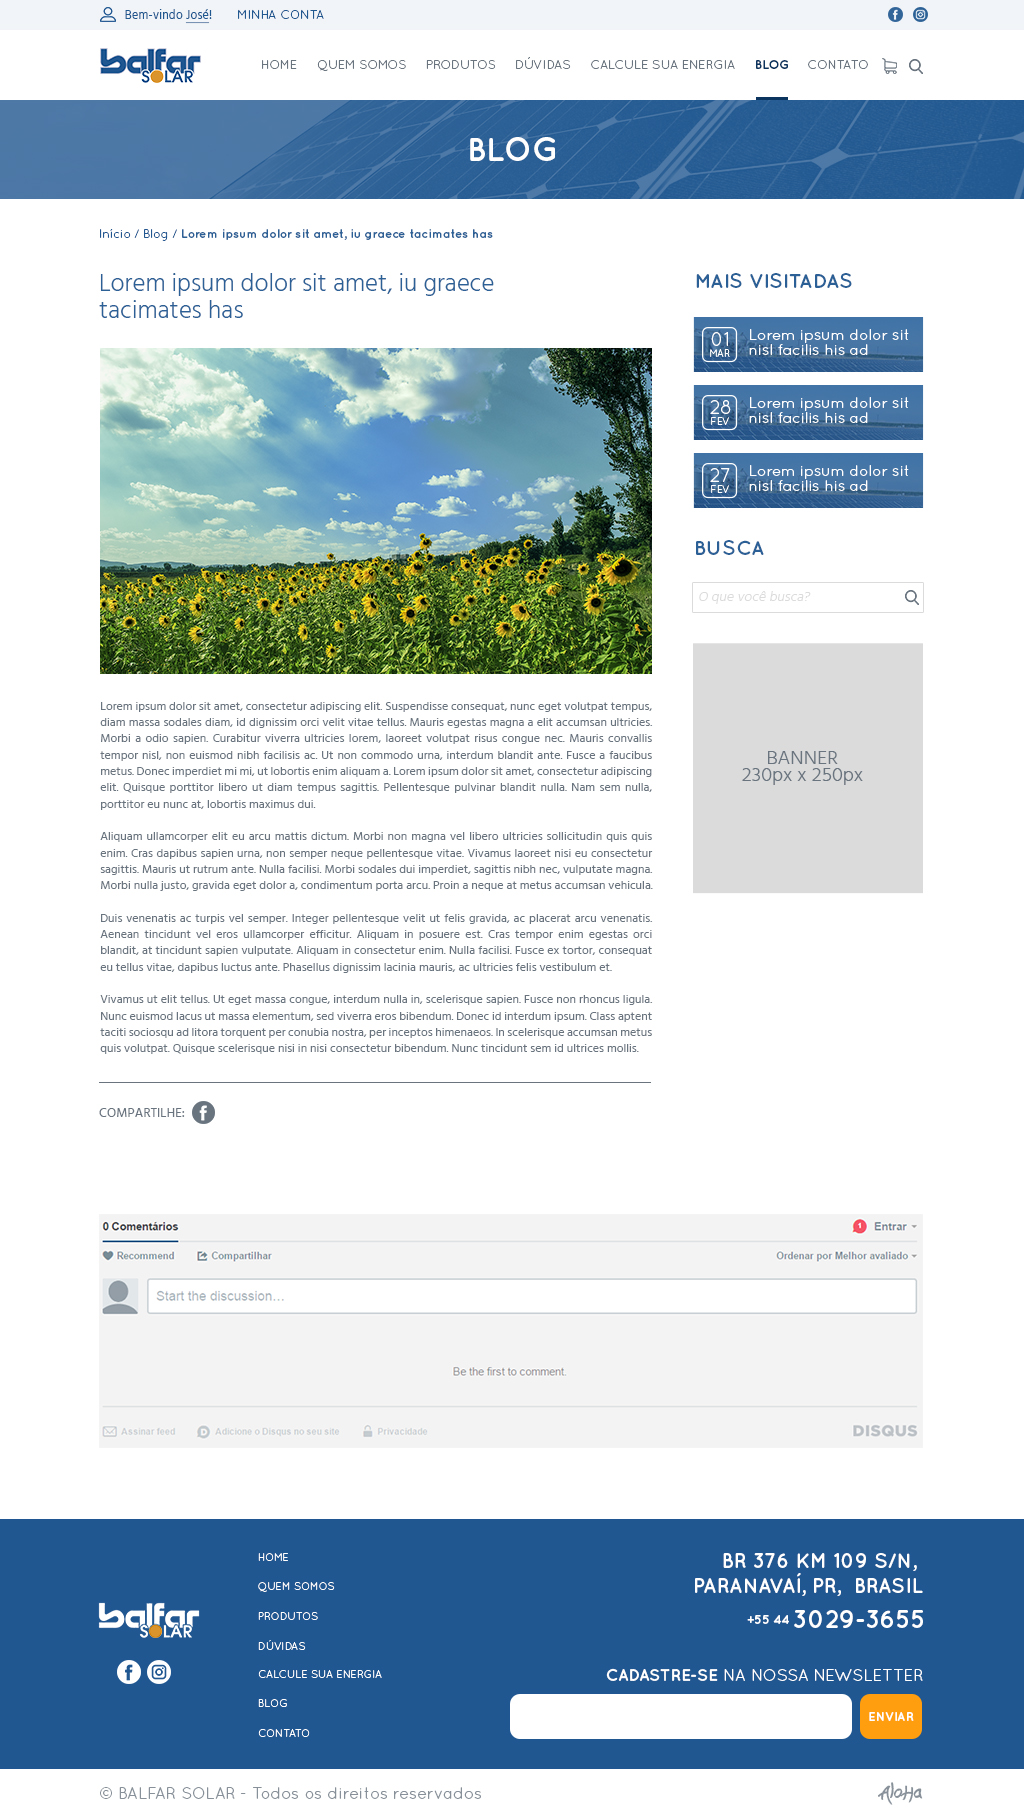 Bem-vindo José!
MINHA CONTA
balfar
SOLAR
HOME
QUEM SOMOS
PRODUTOS
DÚVIDAS
CALCULE SUA ENERGIA
BLOG
CONTATO
BLOG
Início / Blog / Lorem ipsum dolor sit amet, iu graece tacimates has
Lorem ipsum dolor sit amet, iu graece
tacimates has
Lorem ipsum dolor sit amet, consectetur adipiscing elit. Suspendisse consequat, nunc eget volutpat tempus,
diam massa sodales diam, id dignissim orci velit vitae tellus. Mauris egestas magna a elit accumsan ultricies.
Morbi a odio sapien. Curabitur viverra ultricies lorem, laoreet volutpat risus congue nec. Mauris convallis
tempor nisl, non euismod nibh facilisis ac. Ut non commodo urna, interdum blandit ante. Fusce a faucibus
metus. Donec imperdiet mi mi, ut lobortis enim aliquam a. Lorem ipsum dolor sit amet, consectetur adipiscing
elit. Quisque porttitor libero ut diam tempus sagittis. Pellentesque pulvinar blandit nulla. Nam sem nulla,
porttitor eu nunc at, lobortis maximus dui.
Aliquam ullamcorper elit eu arcu mattis dictum. Morbi non magna vel libero ultricies sollicitudin quis quis
enim. Cras dapibus sapien urna, non semper neque pellentesque vitae. Vivamus laoreet nisi eu consectetur
sagittis. Mauris ut rutrum ante. Nulla facilisi. Morbi sodales dui imperdiet, sagittis nibh nec, vulputate magna.
Morbi nulla justo, gravida eget dolor a, condimentum porta arcu. Proin a neque at metus accumsan vehicula.
Duis venenatis ac turpis vel semper. Integer pellentesque velit ut felis gravida, ac placerat arcu venenatis.
Aenean tincidunt vel eros ullamcorper efficitur. Aliquam in posuere est. Cras tempor enim egestas orci
blandit, at tincidunt sapien vulputate. Aliquam in consectetur enim. Nulla facilisi. Fusce ex tortor, consequat
eu tellus vitae, dapibus luctus ante. Phasellus dignissim lacinia mauris, ac ultricies felis vestibulum et.
Vivamus ut elit tellus. Ut eget massa congue, interdum nulla in, scelerisque sapien. Fusce non rhoncus ligula.
Nunc euismod lacus ut massa elementum, sed viverra eros bibendum. Donec id interdum ipsum. Class aptent
taciti sociosqu ad litora torquent per conubia nostra, per inceptos himenaeos. In scelerisque accumsan metus
quis volutpat. Quisque scelerisque nisi in nisi consectetur bibendum. Nunc tincidunt sem id ultrices mollis.
COMPARTILHE:
MAIS VISITADAS
01
MAR
Lorem ipsum dolor sit
nisl facilis his ad
28
FEV
Lorem ipsum dolor sit
nisl facilis his ad
27
FEV
Lorem ipsum dolor sit
nisl facilis his ad
BUSCA
O que você busca?
BANNER
230px x 250px
0 Comentários
1 Entrar
Recommend
Compartilhar
Ordenar por Melhor avaliado
Start the discussion...
Be the first to comment.
Assinar feed
Adicione o Disqus no seu site
Privacidade
DISQUS
balfar
SOLAR
HOME
QUEM SOMOS
PRODUTOS
DÚVIDAS
CALCULE SUA ENERGIA
BLOG
CONTATO
BR 376 KM 109 S/N,
PARANAVAÍ, PR, BRASIL
+55 44 3029-3655
CADASTRE-SE NA NOSSA NEWSLETTER
ENVIAR
© BALFAR SOLAR - Todos os direitos reservados
Aloha